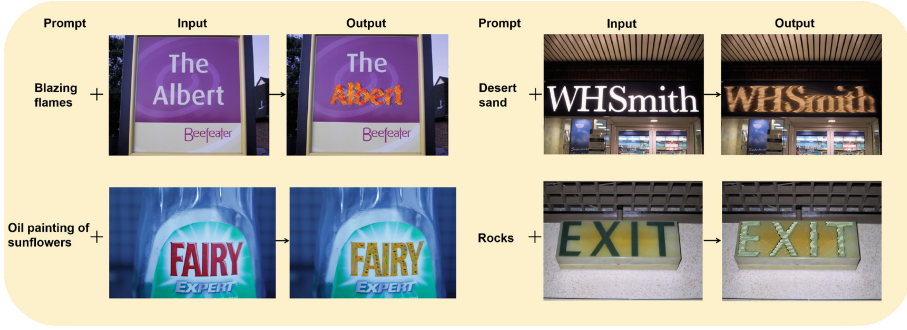 Prompt Input Output
Blazing flames
The Albert
Beefeater
The Albert
Beefeater
Oil painting of sunflowers
FAIRY
EXPERT
FAIRY
EXPERT
Prompt Input Output
Desert sand
WHSmith
WHSmith
Rocks
EXIT
EXIT